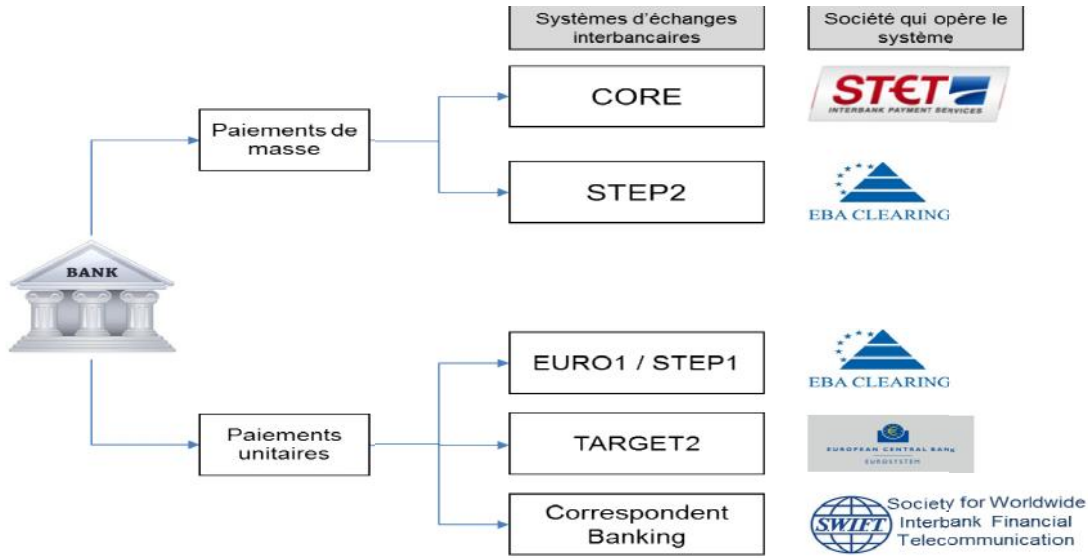 Systèmes d'échanges
interbancaires
Société qui opère le
système
CORE
STET
INTERBANK PAYMENT SERVICES
Paiements de
masse
STEP2
EBA CLEARING
BANK
EURO1 / STEP1
EBA CLEARING
Paiements
unitaires
TARGET2
EUROPEAN CENTRAL BANK
EUROSYSTEM
Correspondent
Banking
SWIFT
Society for Worldwide
Interbank Financial
Telecommunication